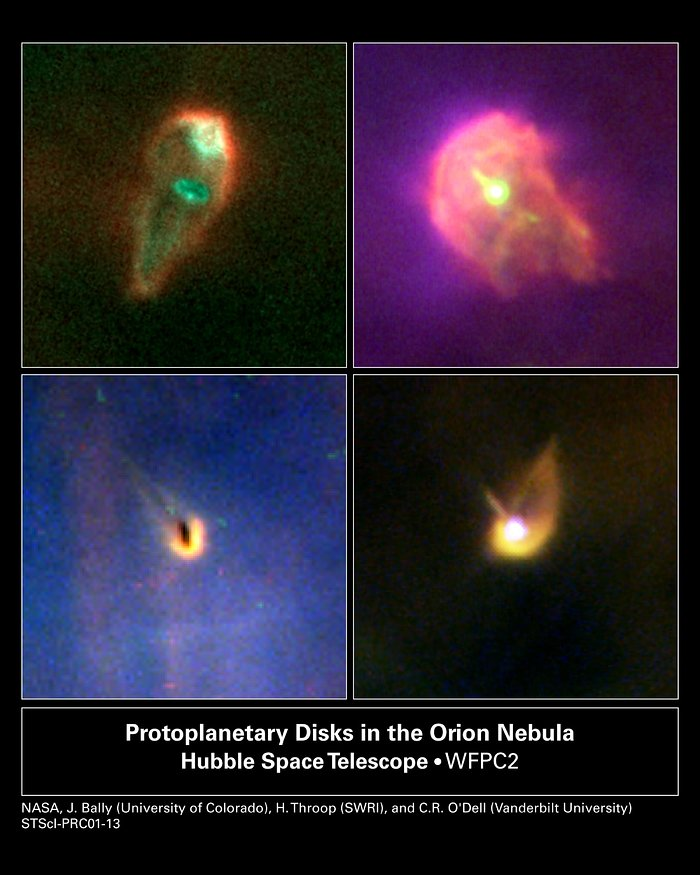 Protoplanetary Disks in the Orion Nebula
Hubble Space Telescope • WFPC2
NASA, J. Bally (University of Colorado), H. Throop (SWRI), and C.R. O'Dell (Vanderbilt University)
STScI-PRC01-13